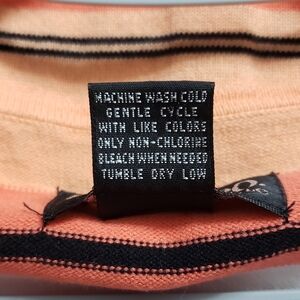 MACHINE WASH COLD
GENTLE CYCLE
WITH LIKE COLORS
ONLY NON-CHLORINE
BLEACH WHEN NEEDED
TUMBLE DRY LOW